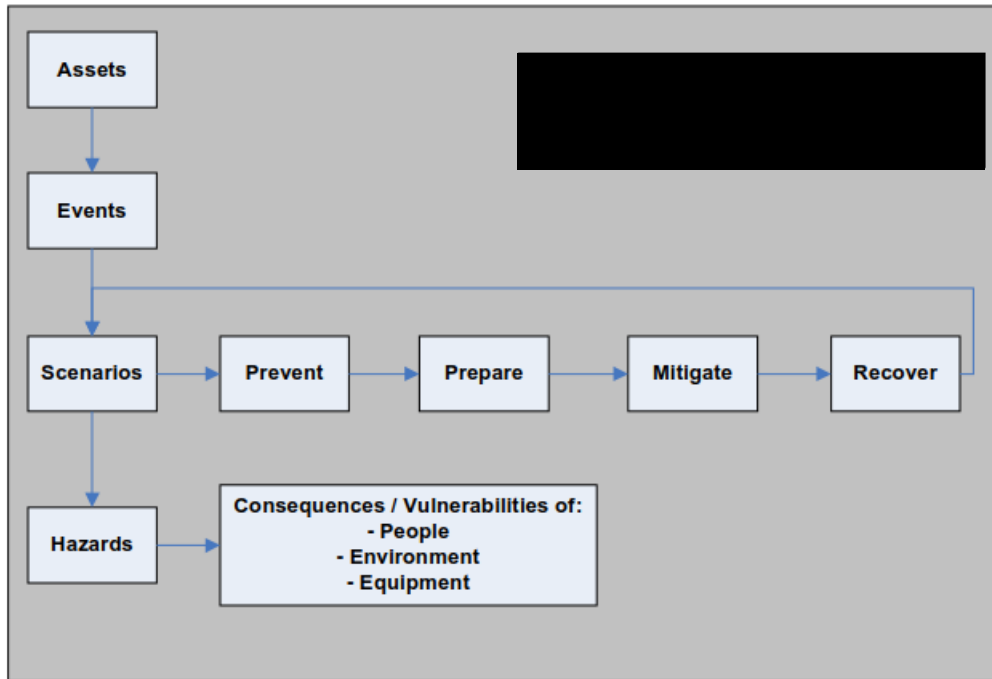 Assets
Events
Scenarios
Prevent
Prepare
Mitigate
Recover
Hazards
Consequences / Vulnerabilities of:
- People
- Environment
- Equipment